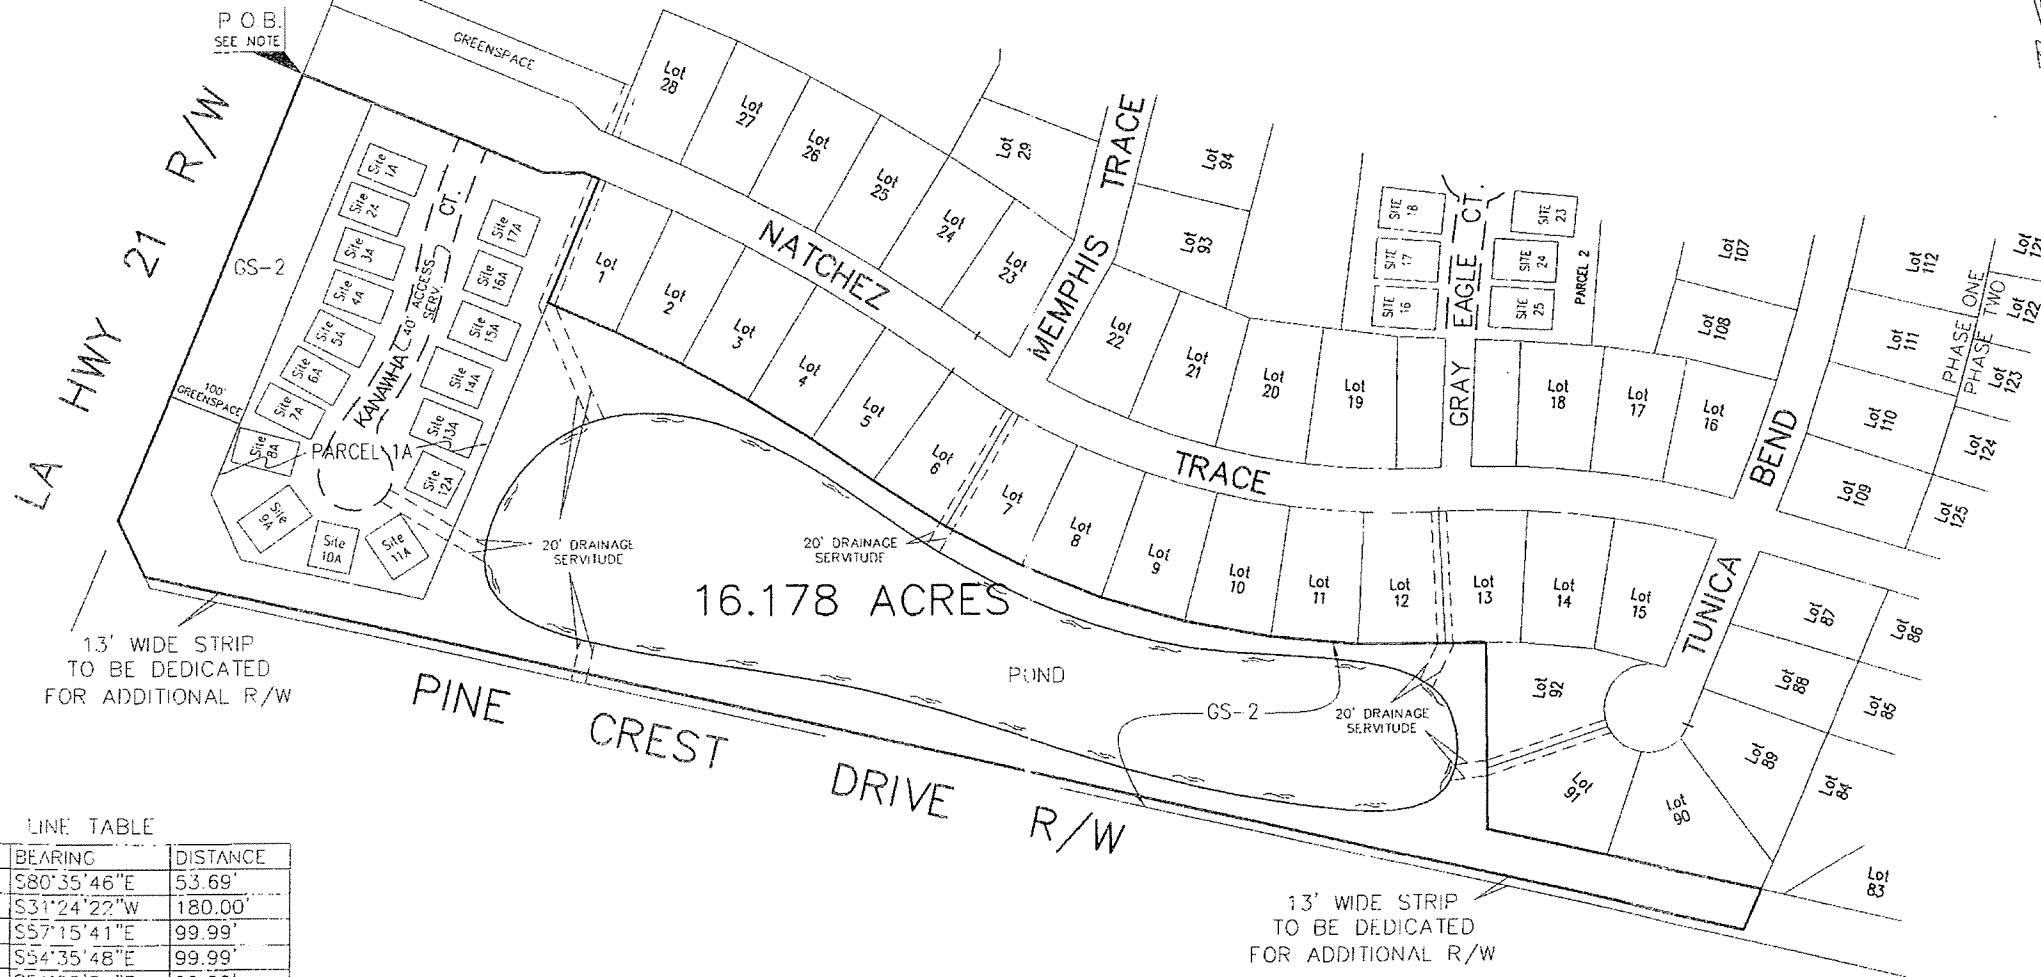 P.O.B.
SEE NOTE
GREENSPACE
LA HWY 21 R/W
GS-2
100'
GREENSPACE
Site
1A
Site
2A
Site
3A
Site
4A
Site
5A
Site
6A
Site
7A
Site
8A
Site
9A
Site
10A
Site
11A
Site
12A
Site
13A
Site
14A
Site
15A
Site
16A
Site
17A
KANAWHA CT.
40' ACCESS
SERV.
PARCEL 1A
Lot
28
Lot
27
Lot
26
Lot
25
Lot
24
Lot
23
Lot
29
MEMPHIS TRACE
Lot
94
Lot
93
NATCHEZ TRACE
Lot
1
Lot
2
Lot
3
Lot
4
Lot
5
Lot
6
Lot
7
Lot
8
Lot
9
Lot
10
Lot
11
Lot
12
Lot
13
Lot
14
Lot
15
Lot
22
Lot
21
Lot
20
Lot
19
GRAY EAGLE CT.
SITE
18
SITE
17
SITE
16
SITE
23
SITE
24
SITE
25
PARCEL 2
Lot
18
Lot
17
Lot
16
Lot
107
Lot
108
TUNICA BEND
Lot
112
Lot
111
Lot
110
Lot
109
PHASE ONE
PHASE TWO
Lot
121
Lot
122
Lot
123
Lot
124
Lot
125
20' DRAINAGE
SERVITUDE
20' DRAINAGE
SERVITUDE
16.178 ACRES
POND
GS-2
20' DRAINAGE
SERVITUDE
Lot
92
Lot
91
Lot
90
Lot
89
Lot
88
Lot
87
Lot
86
Lot
85
Lot
84
Lot
83
13' WIDE STRIP
TO BE DEDICATED
FOR ADDITIONAL R/W
PINE CREST DRIVE R/W
13' WIDE STRIP
TO BE DEDICATED
FOR ADDITIONAL R/W
LINE TABLE
BEARING DISTANCE
S80°35'46"E 53.69'
S31°24'22"W 180.00'
S57°15'41"E 99.99'
S54°35'48"E 99.99'